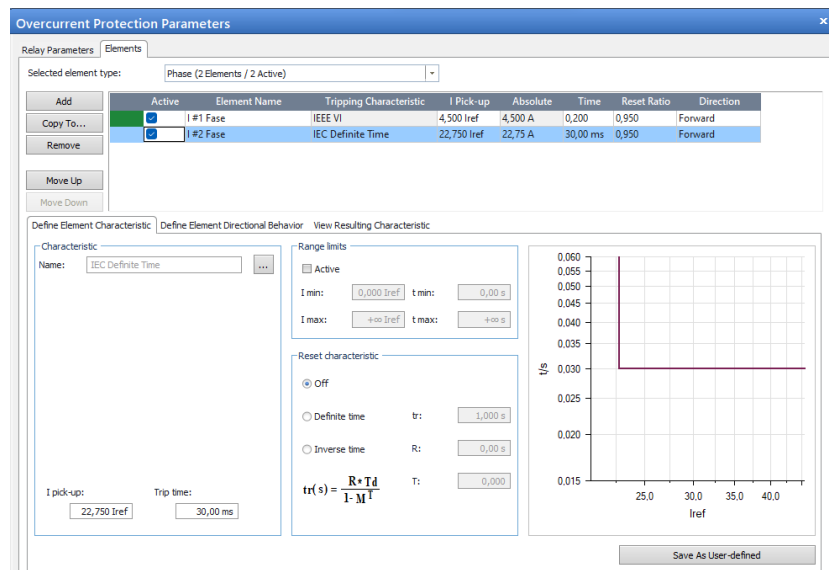 Overcurrent Protection Parameters x
Relay Parameters Elements
Selected element type: Phase (2 Elements / 2 Active)
Add
Copy To...
Remove
Move Up
Move Down
Active Element Name Tripping Characteristic I Pick-up Absolute Time Reset Ratio Direction
I #1 Fase IEEE VI 4,500 Iref 4,500 A 0,200 0,950 Forward
I #2 Fase IEC Definite Time 22,750 Iref 22,75 A 30,00 ms 0,950 Forward
Define Element Characteristic Define Element Directional Behavior View Resulting Characteristic
Characteristic
Name: IEC Definite Time ...
I pick-up: Trip time:
22,750 Iref 30,00 ms
Range limits
Active
I min: 0,000 Iref t min: 0,00 s
I max: +∞ Iref t max: +∞ s
Reset characteristic
Off
Definite time tr: 1,000 s
Inverse time R: 0,00 s
tr(s) = R*Td / 1-M^T T: 0,000
0,060
0,055
0,050
0,045
0,040
0,035
0,030
0,025
0,020
0,015
t/s
25,0 30,0 35,0 40,0
Iref
Save As User-defined